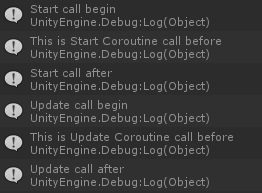 Start call begin
UnityEngine.Debug:Log(Object)
This is Start Coroutine call before
UnityEngine.Debug:Log(Object)
Start call after
UnityEngine.Debug:Log(Object)
Update call begin
UnityEngine.Debug:Log(Object)
This is Update Coroutine call before
UnityEngine.Debug:Log(Object)
Update call after
UnityEngine.Debug:Log(Object)